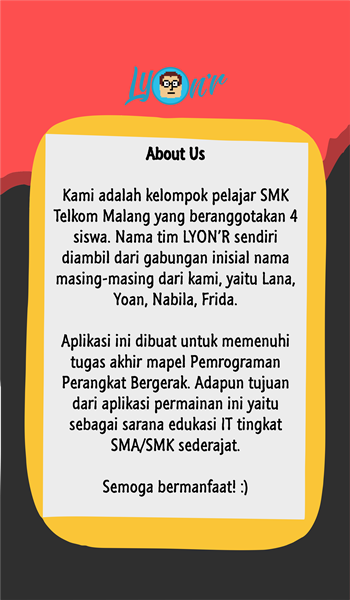 Lyon'r
About Us
Kami adalah kelompok pelajar SMK
Telkom Malang yang beranggotakan 4
siswa. Nama tim LYON'R sendiri
diambil dari gabungan inisial nama
masing-masing dari kami, yaitu Lana,
Yoan, Nabila, Frida.
Aplikasi ini dibuat untuk memenuhi
tugas akhir mapel Pemrograman
Perangkat Bergerak. Adapun tujuan
dari aplikasi permainan ini yaitu
sebagai sarana edukasi IT tingkat
SMA/SMK sederajat.
Semoga bermanfaat! :)